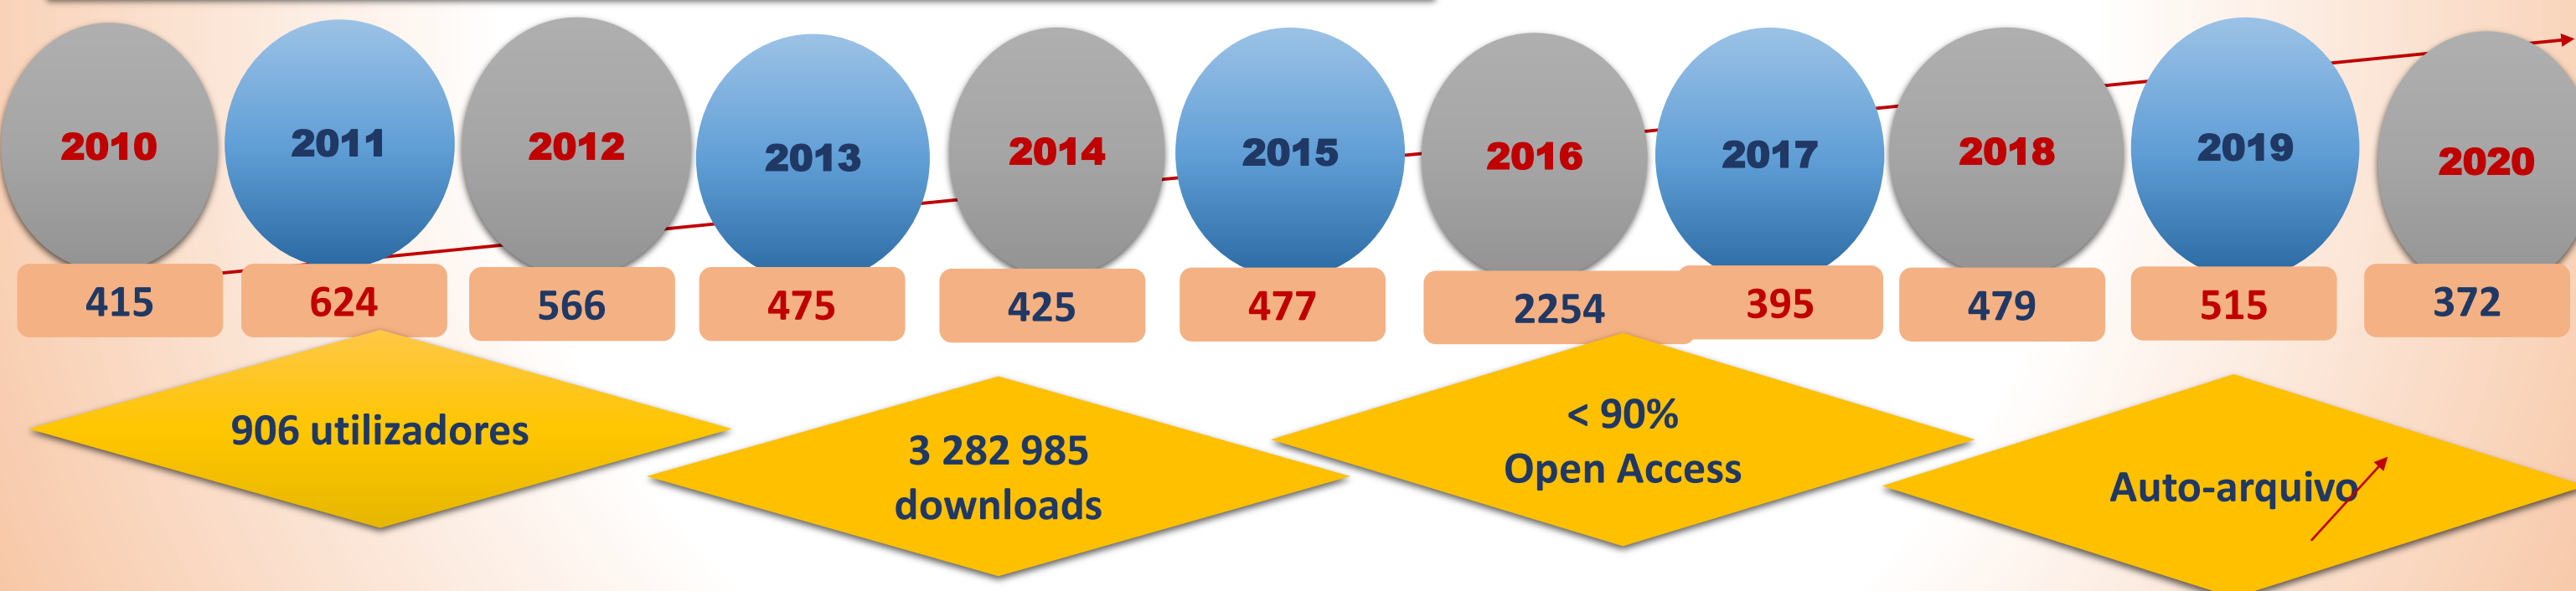 2010 2011 2012 2013 2014 2015 2016 2017 2018 2019 2020
415 624 566 475 425 477 2254 395 479 515 372
906 utilizadores
3 282 985
downloads
< 90%
Open Access
Auto-arquivo